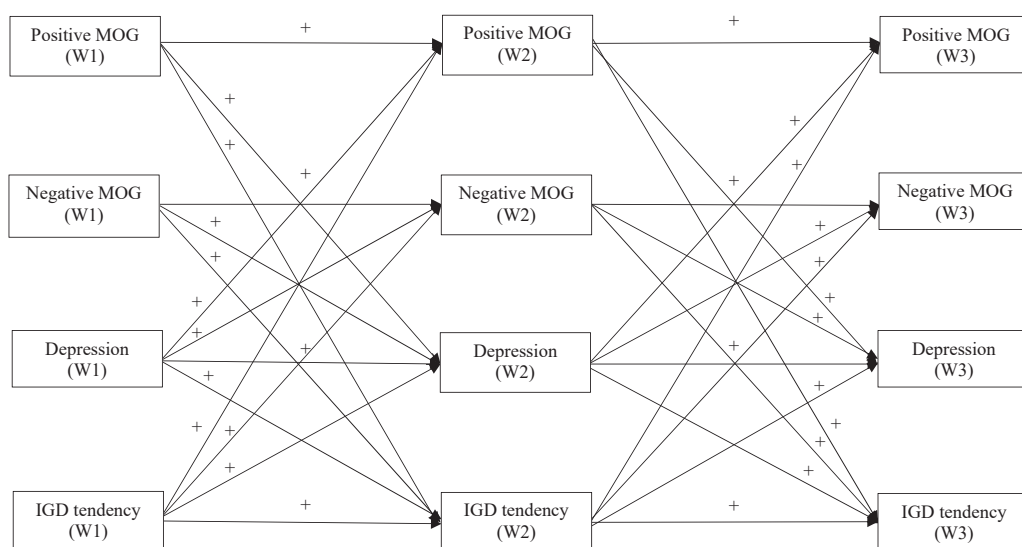 + +
Positive MOG Positive MOG Positive MOG
(W1) (W2) (W3)
+
+
+
+
+ +
Negative MOG Negative MOG Negative MOG
(W1) (W2) (W3)
+ +
+ +
+ +
+
+
Depression Depression Depression
(W1) (W2) (W3)
+ +
+ +
+ + +
+
+ +
+ +
IGD tendency IGD tendency IGD tendency
(W1) (W2) (W3)